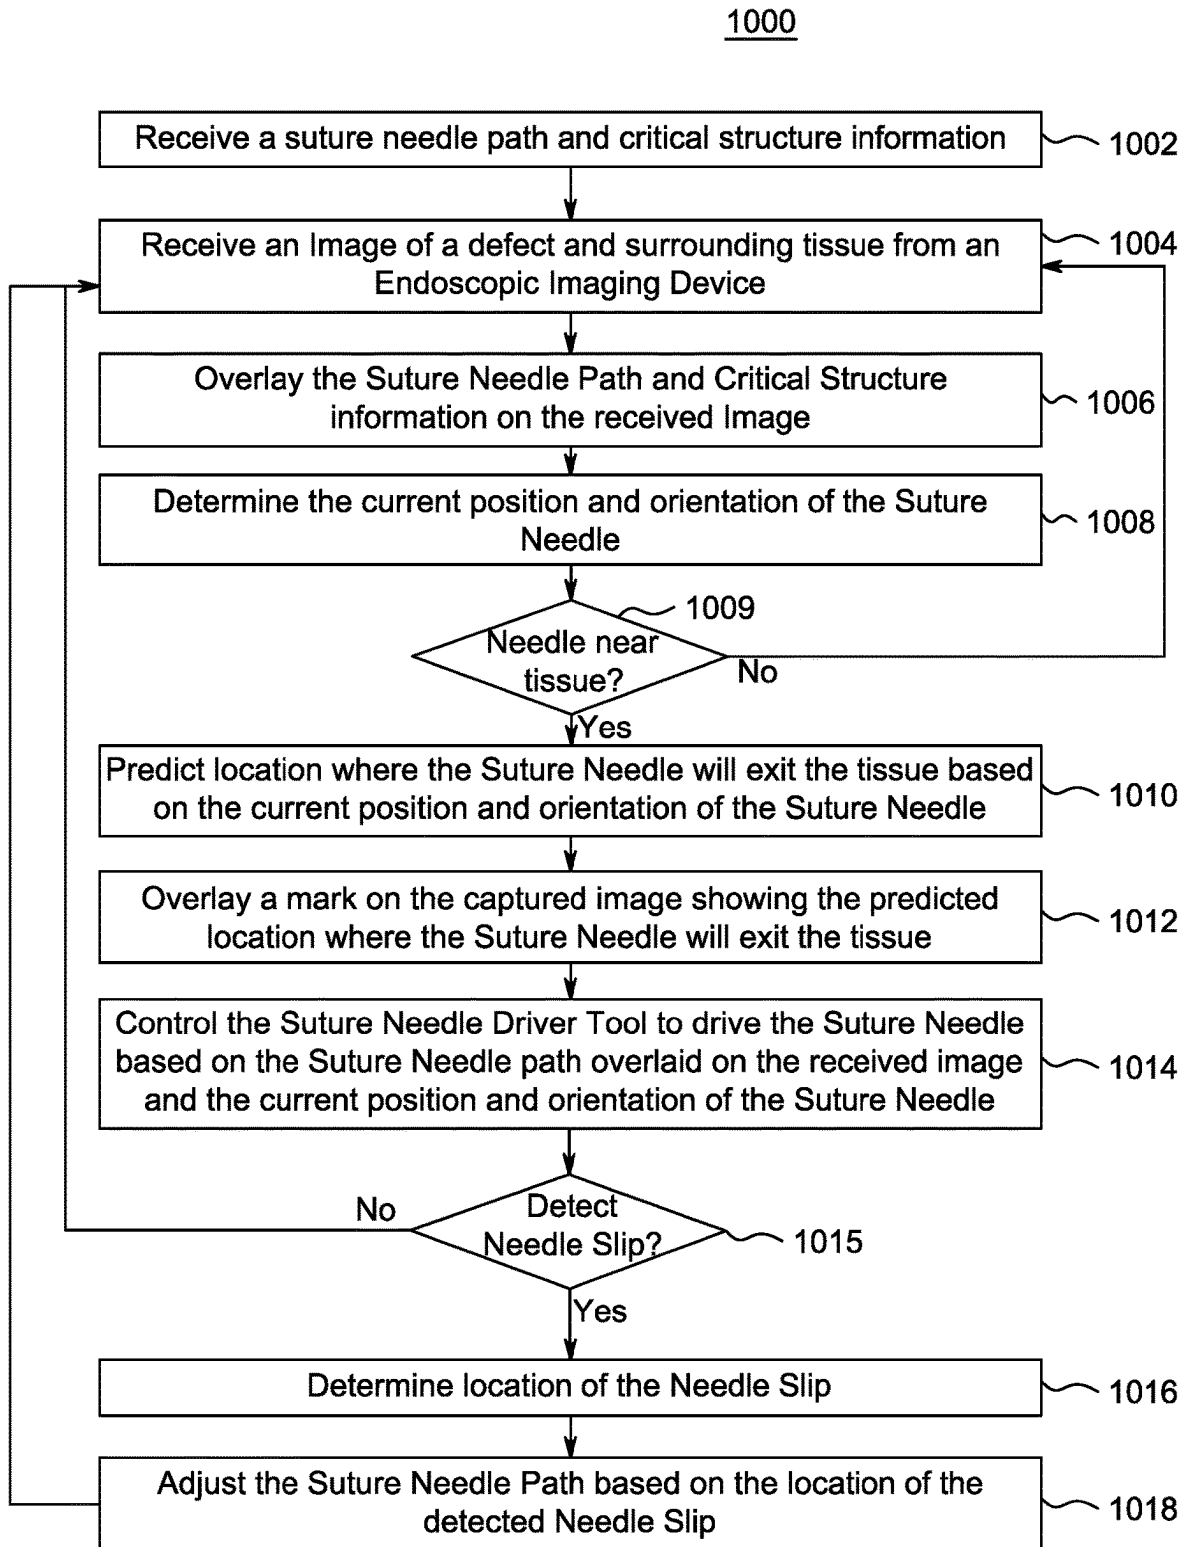 1000
Receive a suture needle path and critical structure information
1002
Receive an Image of a defect and surrounding tissue from an
Endoscopic Imaging Device
1004
Overlay the Suture Needle Path and Critical Structure
information on the received Image
1006
Determine the current position and orientation of the Suture
Needle
1008
1009
Needle near
tissue?
No
Yes
Predict location where the Suture Needle will exit the tissue based
on the current position and orientation of the Suture Needle
1010
Overlay a mark on the captured image showing the predicted
location where the Suture Needle will exit the tissue
1012
Control the Suture Needle Driver Tool to drive the Suture Needle
based on the Suture Needle path overlaid on the received image
and the current position and orientation of the Suture Needle
1014
No
Detect
Needle Slip?
1015
Yes
Determine location of the Needle Slip
1016
Adjust the Suture Needle Path based on the location of the
detected Needle Slip
1018